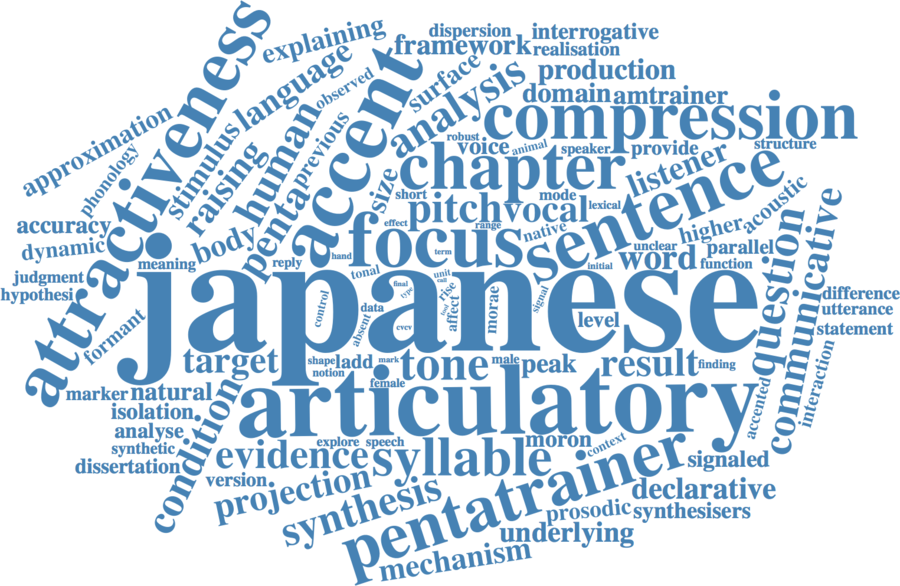 dispersion
interrogative
explaining
framework
realisation
attractiveness
language
observed
surface
production
accent
analysis
domain
amtrainer
approximation
phonology
stimulus
human
previous
compression
robust
voice
animal
speaker
provide
structure
raising
size
chapter
listener
short
mode
lexical
pitch
vocal
sentence
accuracy
body
penta
effect
range
native
higher
acoustic
dynamic
focus
unclear
word
parallel
function
judgment
meaning
reply
hand
term
initial
hypothesi
tonal
japanese
unit
call
final
type
rise
tool
affect
morae
signal
control
data
absent
cvcv
level
question
communicative
difference
utterance
statement
formant
target
shape
notion
ladd
mark
tone
male
peak
result
finding
female
interaction
accented
marker
natural
articulatory
isolation
condition
analyse
synthetic
dissertation
evidence
explore
speech
syllable
moron
context
signaled
version
projection
synthesis
pentatrainer
declarative
prosodic
synthesisers
underlying
mechanism